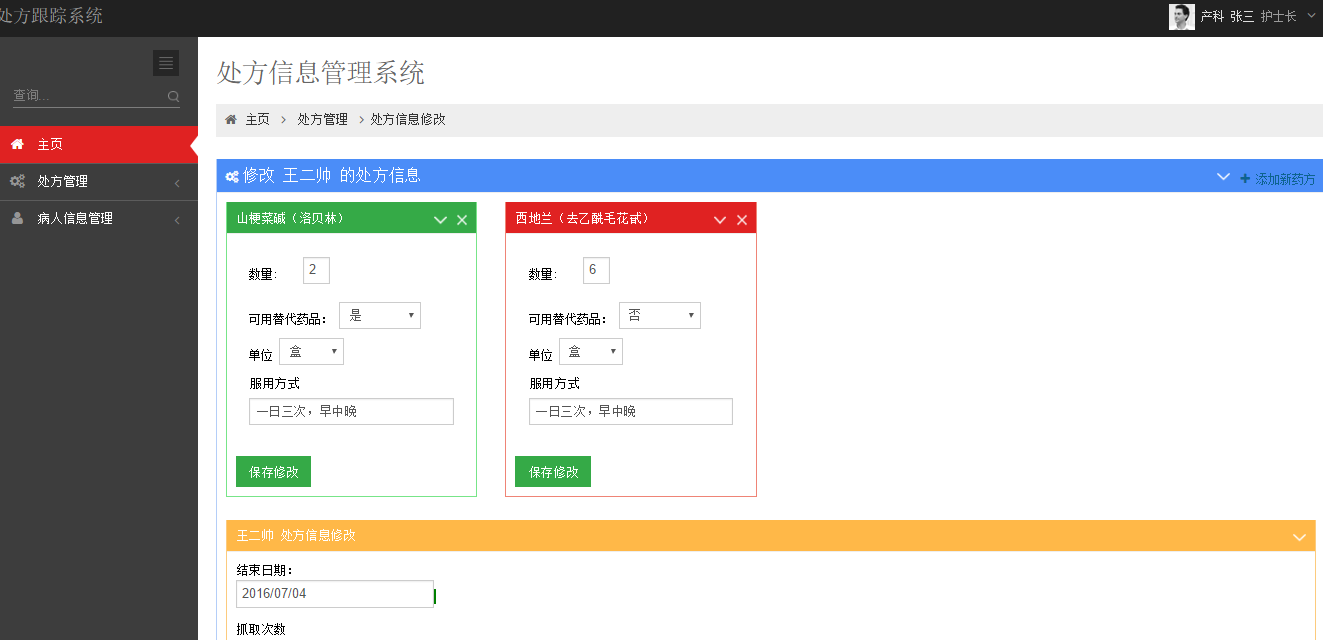 处方跟踪系统
产科 张三 护士长
查询...
主页
处方管理
病人信息管理
处方信息管理系统
主页 > 处方管理 > 处方信息修改
修改 王二帅 的处方信息
添加新药方
山梗菜碱（洛贝林）
数量:
2
可用替代药品：
是
单位
盒
服用方式
一日三次，早中晚
保存修改
西地兰（去乙酰毛花甙）
数量:
6
可用替代药品：
否
单位
盒
服用方式
一日三次，早中晚
保存修改
王二帅 处方信息修改
结束日期：
2016/07/04
抓取次数